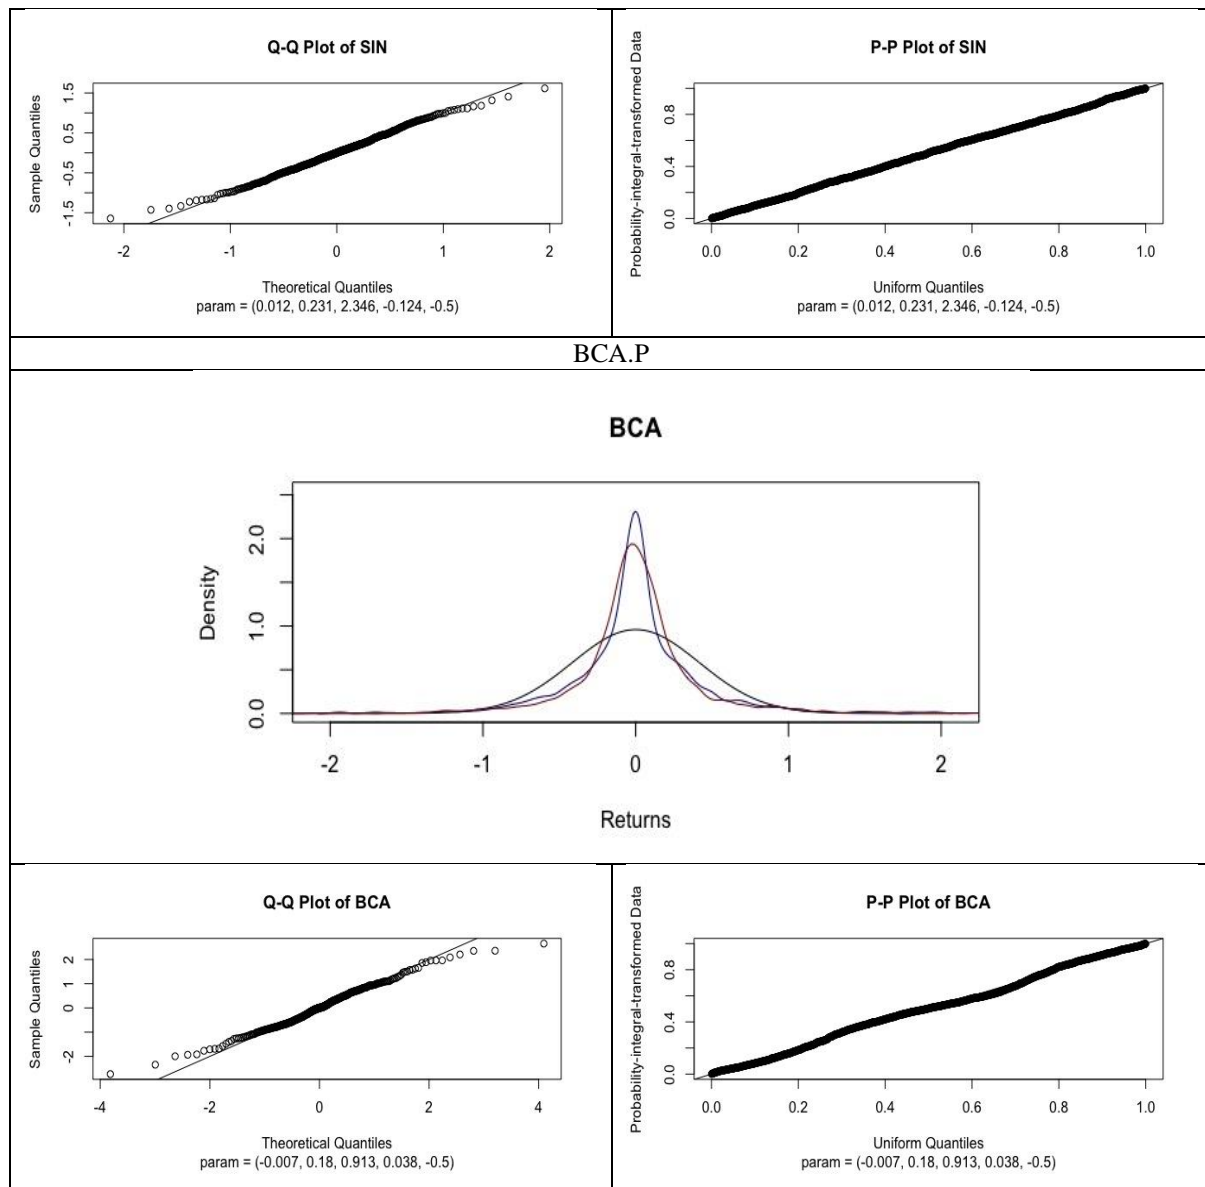 Q-Q Plot of SIN
Sample Quantiles
1.5
0.5
-0.5
-1.5
-2 -1 0 1 2
Theoretical Quantiles
param = (0.012, 0.231, 2.346, -0.124, -0.5)
P-P Plot of SIN
Probability-integral-transformed Data
0.8
0.4
0.0
0.0 0.2 0.4 0.6 0.8 1.0
Uniform Quantiles
param = (0.012, 0.231, 2.346, -0.124, -0.5)
BCA.P
BCA
Density
2.0
1.0
0.0
-2 -1 0 1 2
Returns
Q-Q Plot of BCA
Sample Quantiles
2
1
0
-2
-4 -2 0 2 4
Theoretical Quantiles
param = (-0.007, 0.18, 0.913, 0.038, -0.5)
P-P Plot of BCA
Probability-integral-transformed Data
0.8
0.4
0.0
0.0 0.2 0.4 0.6 0.8 1.0
Uniform Quantiles
param = (-0.007, 0.18, 0.913, 0.038, -0.5)